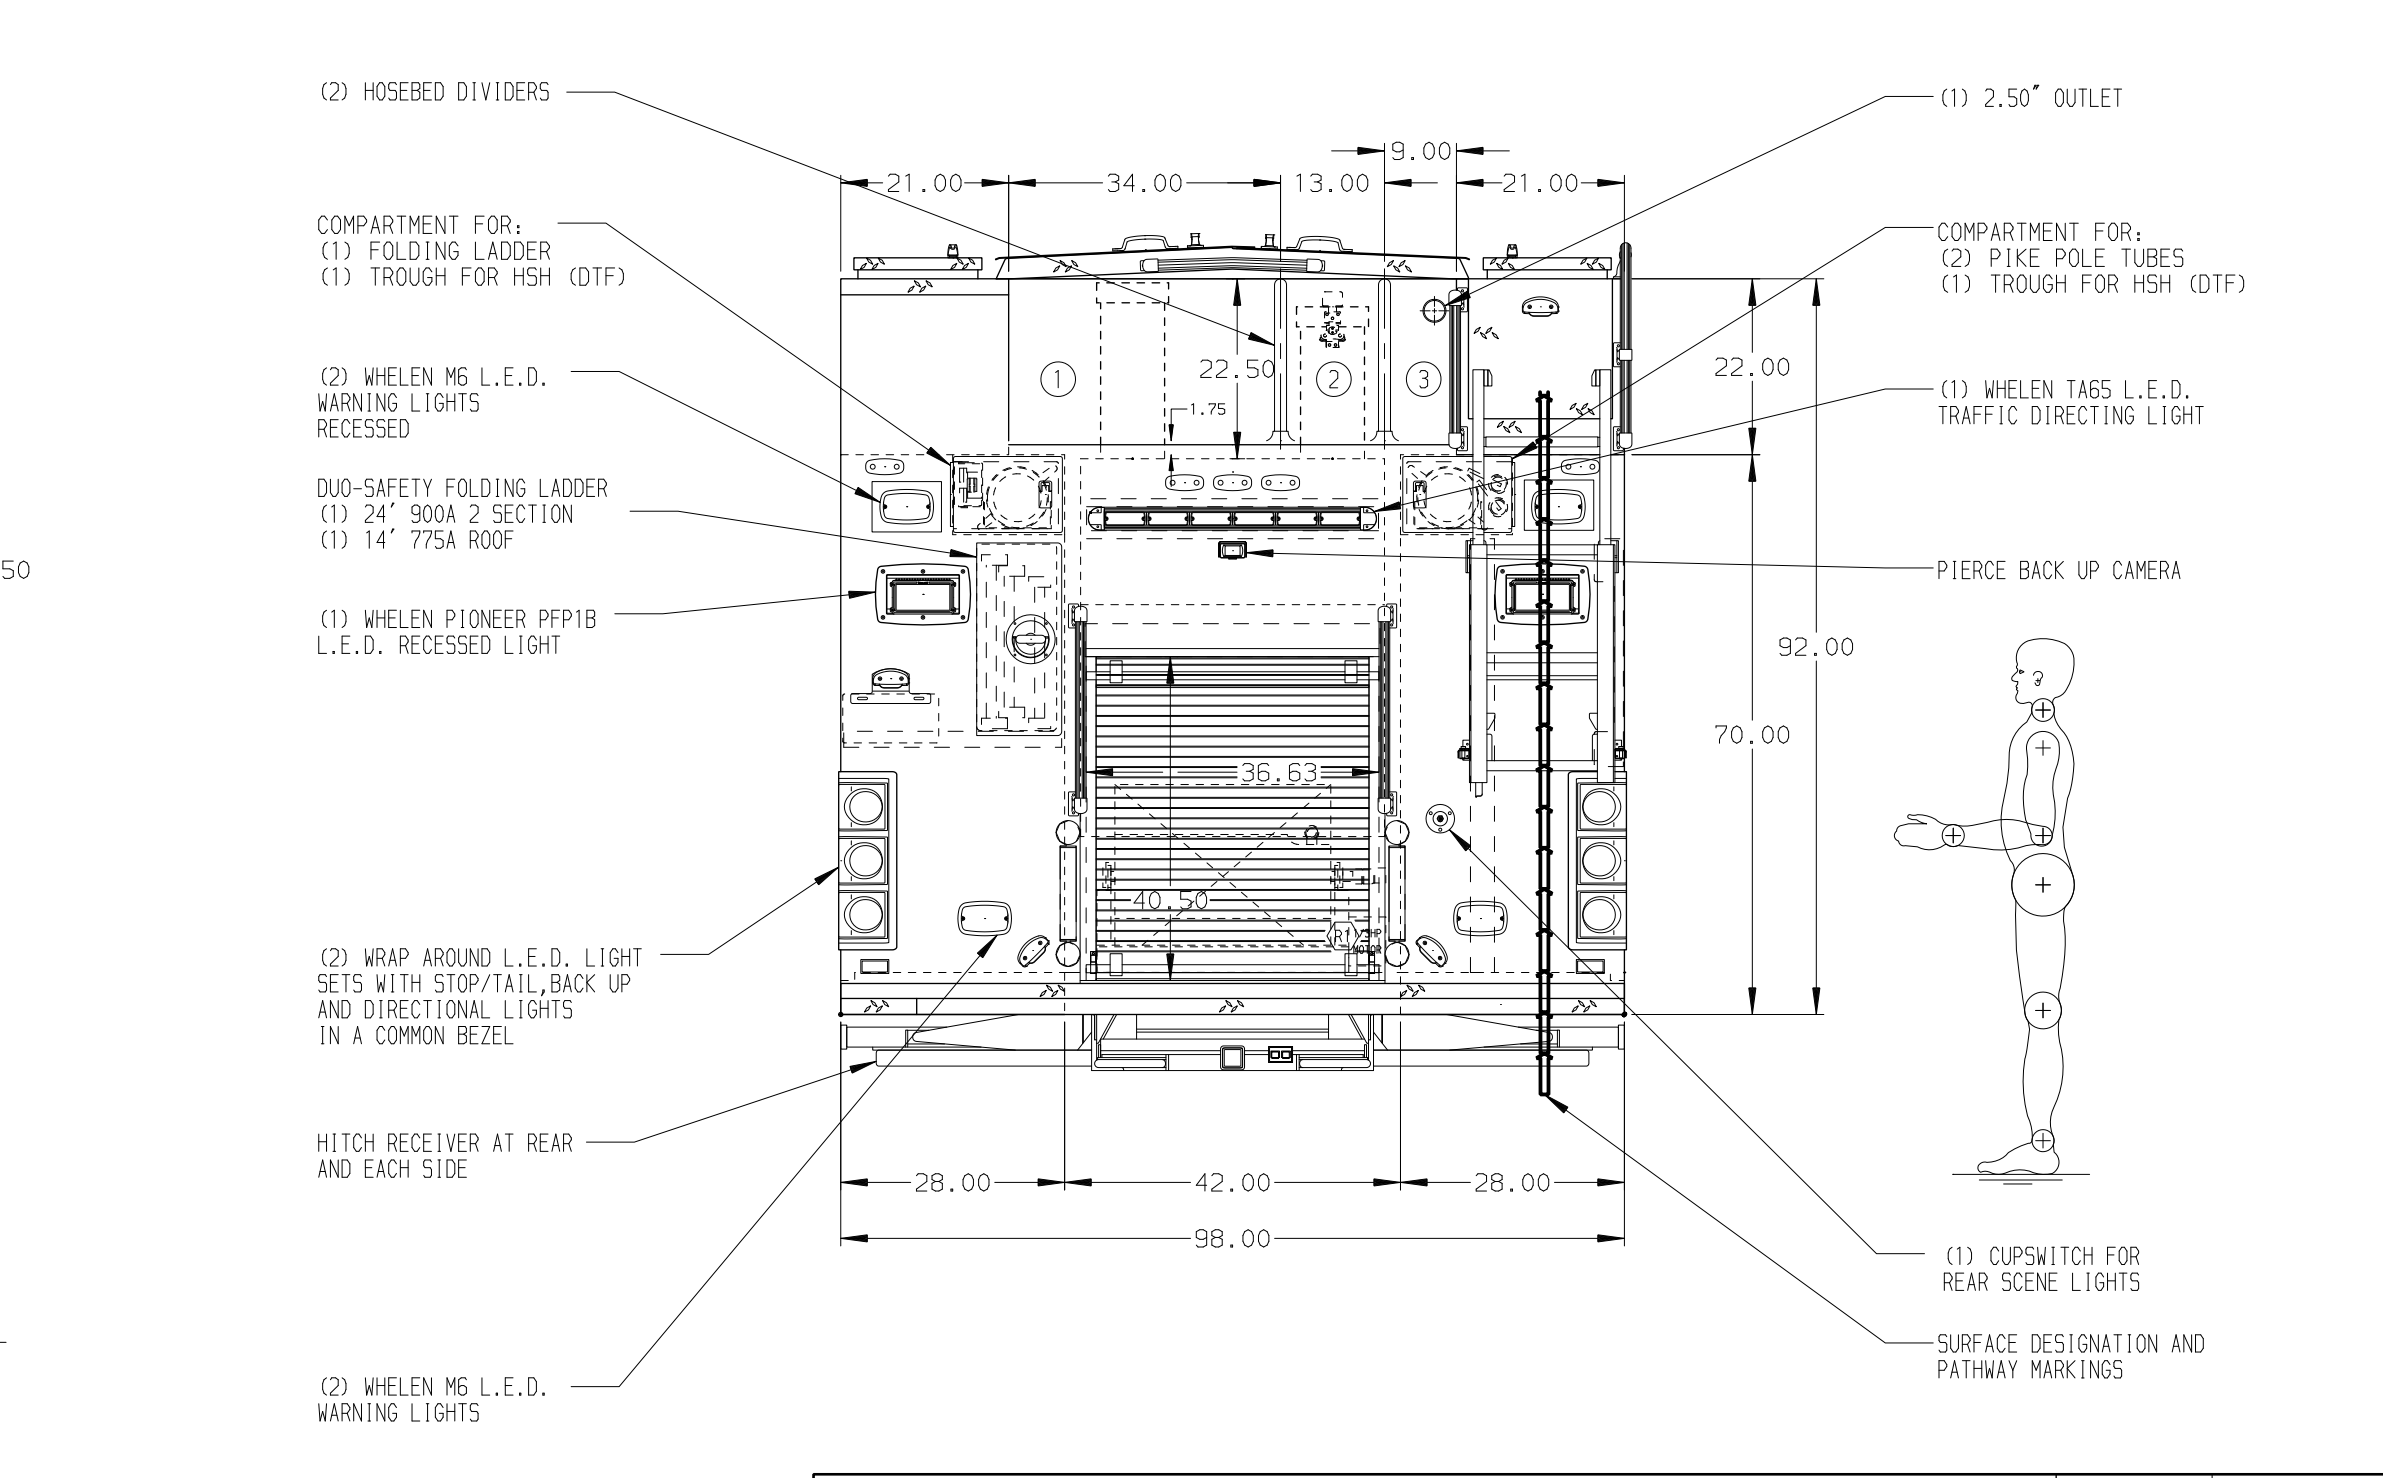 (2) HOSEBED DIVIDERS
(1) 2.50″ OUTLET
9.00
21.00 34.00 13.00 21.00
COMPARTMENT FOR:
(1) FOLDING LADDER
(1) TROUGH FOR HSH (DTF)
COMPARTMENT FOR:
(2) PIKE POLE TUBES
(1) TROUGH FOR HSH (DTF)
(2) WHELEN M6 L.E.D.
WARNING LIGHTS
RECESSED
1 22.50 2 3 22.00
1.75
(1) WHELEN TA65 L.E.D.
TRAFFIC DIRECTING LIGHT
DUO-SAFETY FOLDING LADDER
(1) 24′ 900A 2 SECTION
(1) 14′ 775A ROOF
50
PIERCE BACK UP CAMERA
(1) WHELEN PIONEER PFP1B
L.E.D. RECESSED LIGHT
92.00
70.00
36.63
40.50
R1
MOTOR
(2) WRAP AROUND L.E.D. LIGHT
SETS WITH STOP/TAIL,BACK UP
AND DIRECTIONAL LIGHTS
IN A COMMON BEZEL
HITCH RECEIVER AT REAR
AND EACH SIDE
28.00 42.00 28.00
98.00
(1) CUPSWITCH FOR
REAR SCENE LIGHTS
SURFACE DESIGNATION AND
PATHWAY MARKINGS
(2) WHELEN M6 L.E.D.
WARNING LIGHTS